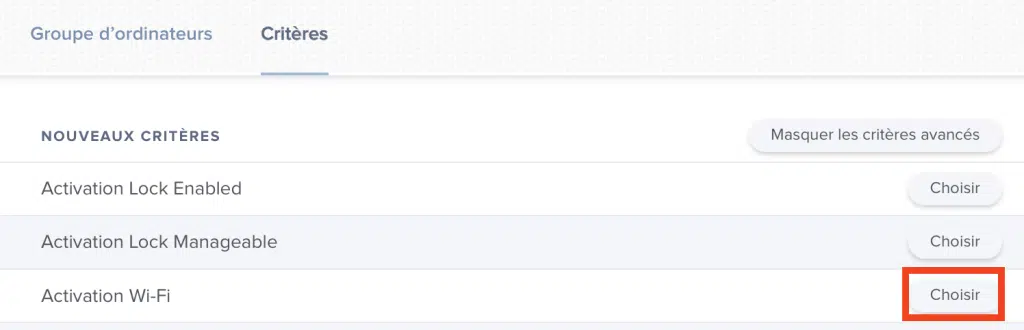 Groupe d’ordinateurs Critères
NOUVEAUX CRITÈRES Masquer les critères avancés
Activation Lock Enabled Choisir
Activation Lock Manageable Choisir
Activation Wi-Fi Choisir